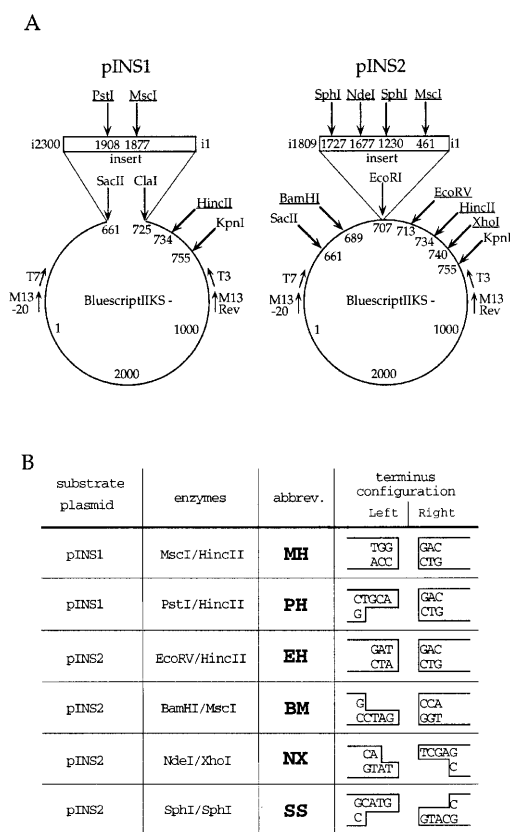 A
pINS1
PstI MscI
i2300 1908 1877 i1
insert
SacII ClaI
661 725
HincII
734
KpnI
755
T7
T3
M13 -20
M13 Rev
BluescriptIIKS -
1
1000
2000
pINS2
SphI NdeI SphI MscI
i1809 1727 1677 1230 461 i1
insert
EcoRI
BamHI
EcoRV
SacII
HincII
XhoI
KpnI
707
713
689
734
661
740
755
T7
T3
M13 -20
M13 Rev
BluescriptIIKS -
1
1000
2000
B
substrate plasmid enzymes abbrev. terminus configuration
Left Right
pINS1 MscI/HincII MH TGG GAC
ACC CTG
pINS1 PstI/HincII PH CTGCA GAC
G CTG
pINS2 EcoRV/HincII EH GAT GAC
CTA CTG
pINS2 BamHI/MscI BM G CCA
CCTAG GGT
pINS2 NdeI/XhoI NX CA TCGAG
GTAT C
pINS2 SphI/SphI SS GCATG C
C GTACG